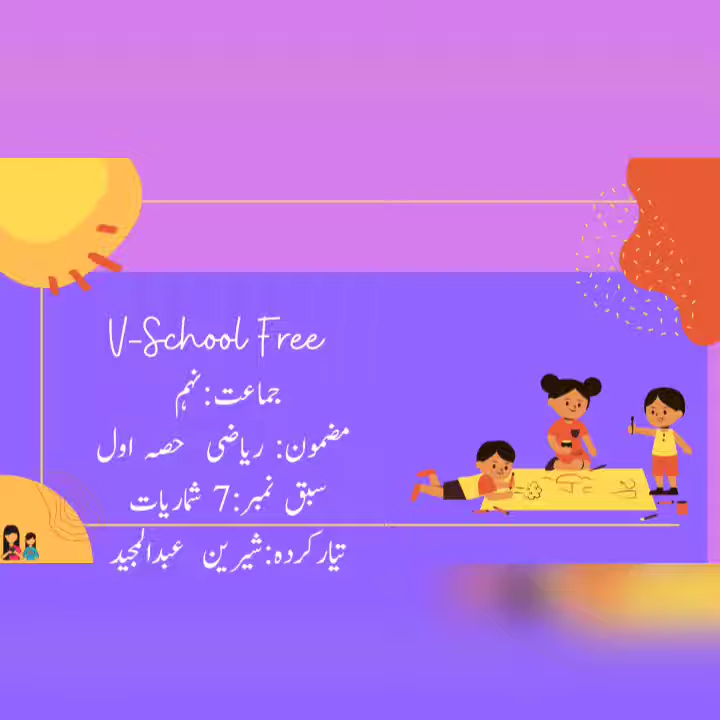 V-School Free
جماعت:نہم
مضمون: ریاضی حصہ اول
سبق نمبر:7 شماریات
تیار کردہ:شیرین عبدالمجید